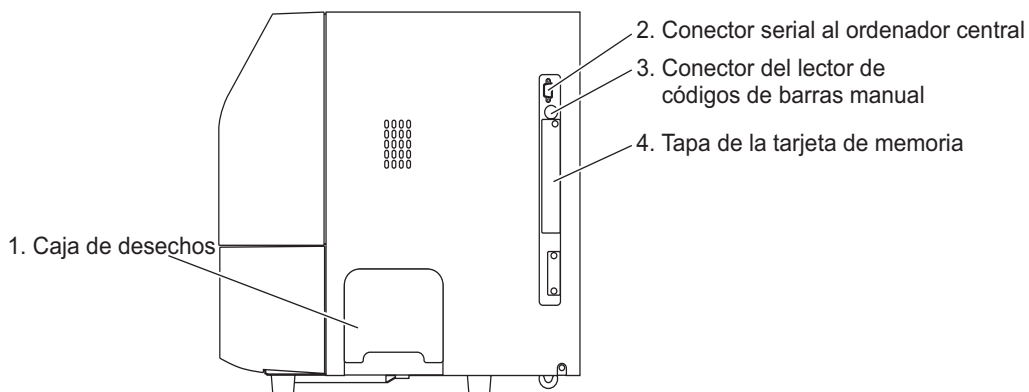 2. Conector serial al ordenador central
3. Conector del lector de
códigos de barras manual
4. Tapa de la tarjeta de memoria
1. Caja de desechos